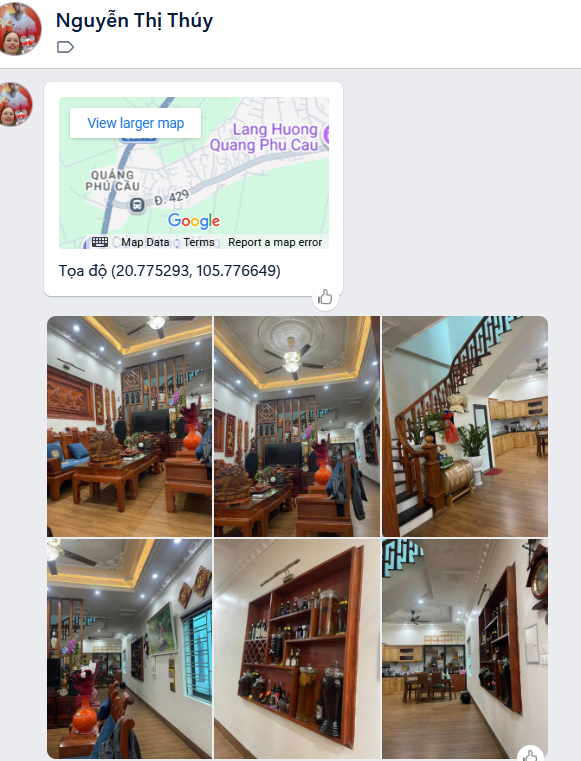 Nguyễn Thị Thúy
View larger map
Lang Huong
Quang Phu Cau
QUẢNG
PHÚ CẦU
Đ. 429
Google
Map Data
Terms
Report a map error
Tọa độ (20.775293, 105.776649)